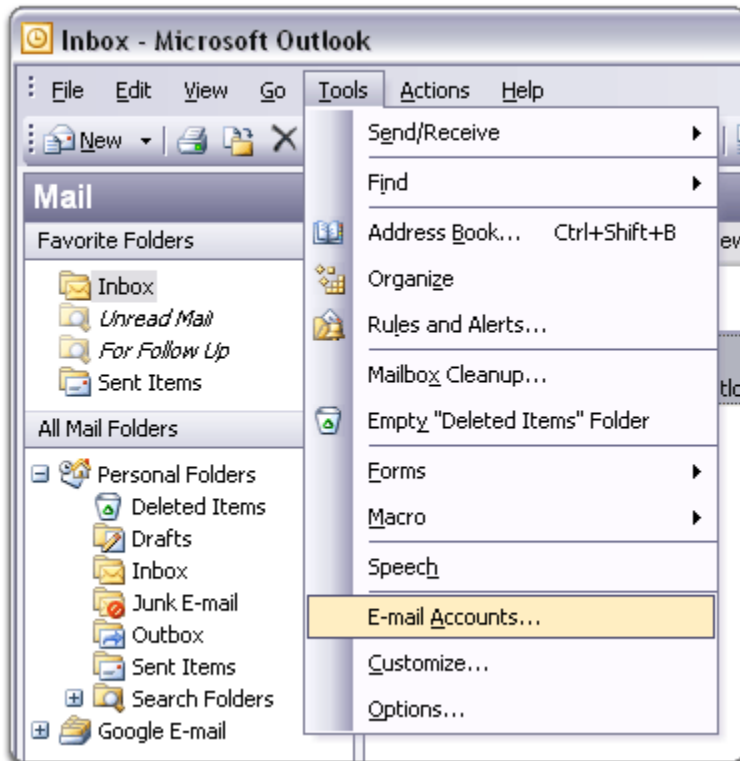 Inbox - Microsoft Outlook
File Edit View Go Tools Actions Help
New
Send/Receive
Find
Address Book... Ctrl+Shift+B
Organize
Rules and Alerts...
Mailbox Cleanup...
Empty "Deleted Items" Folder
Forms
Macro
Speech
E-mail Accounts...
Customize...
Options...
Mail
Favorite Folders
Inbox
Unread Mail
For Follow Up
Sent Items
All Mail Folders
Personal Folders
Deleted Items
Drafts
Inbox
Junk E-mail
Outbox
Sent Items
Search Folders
Google E-mail